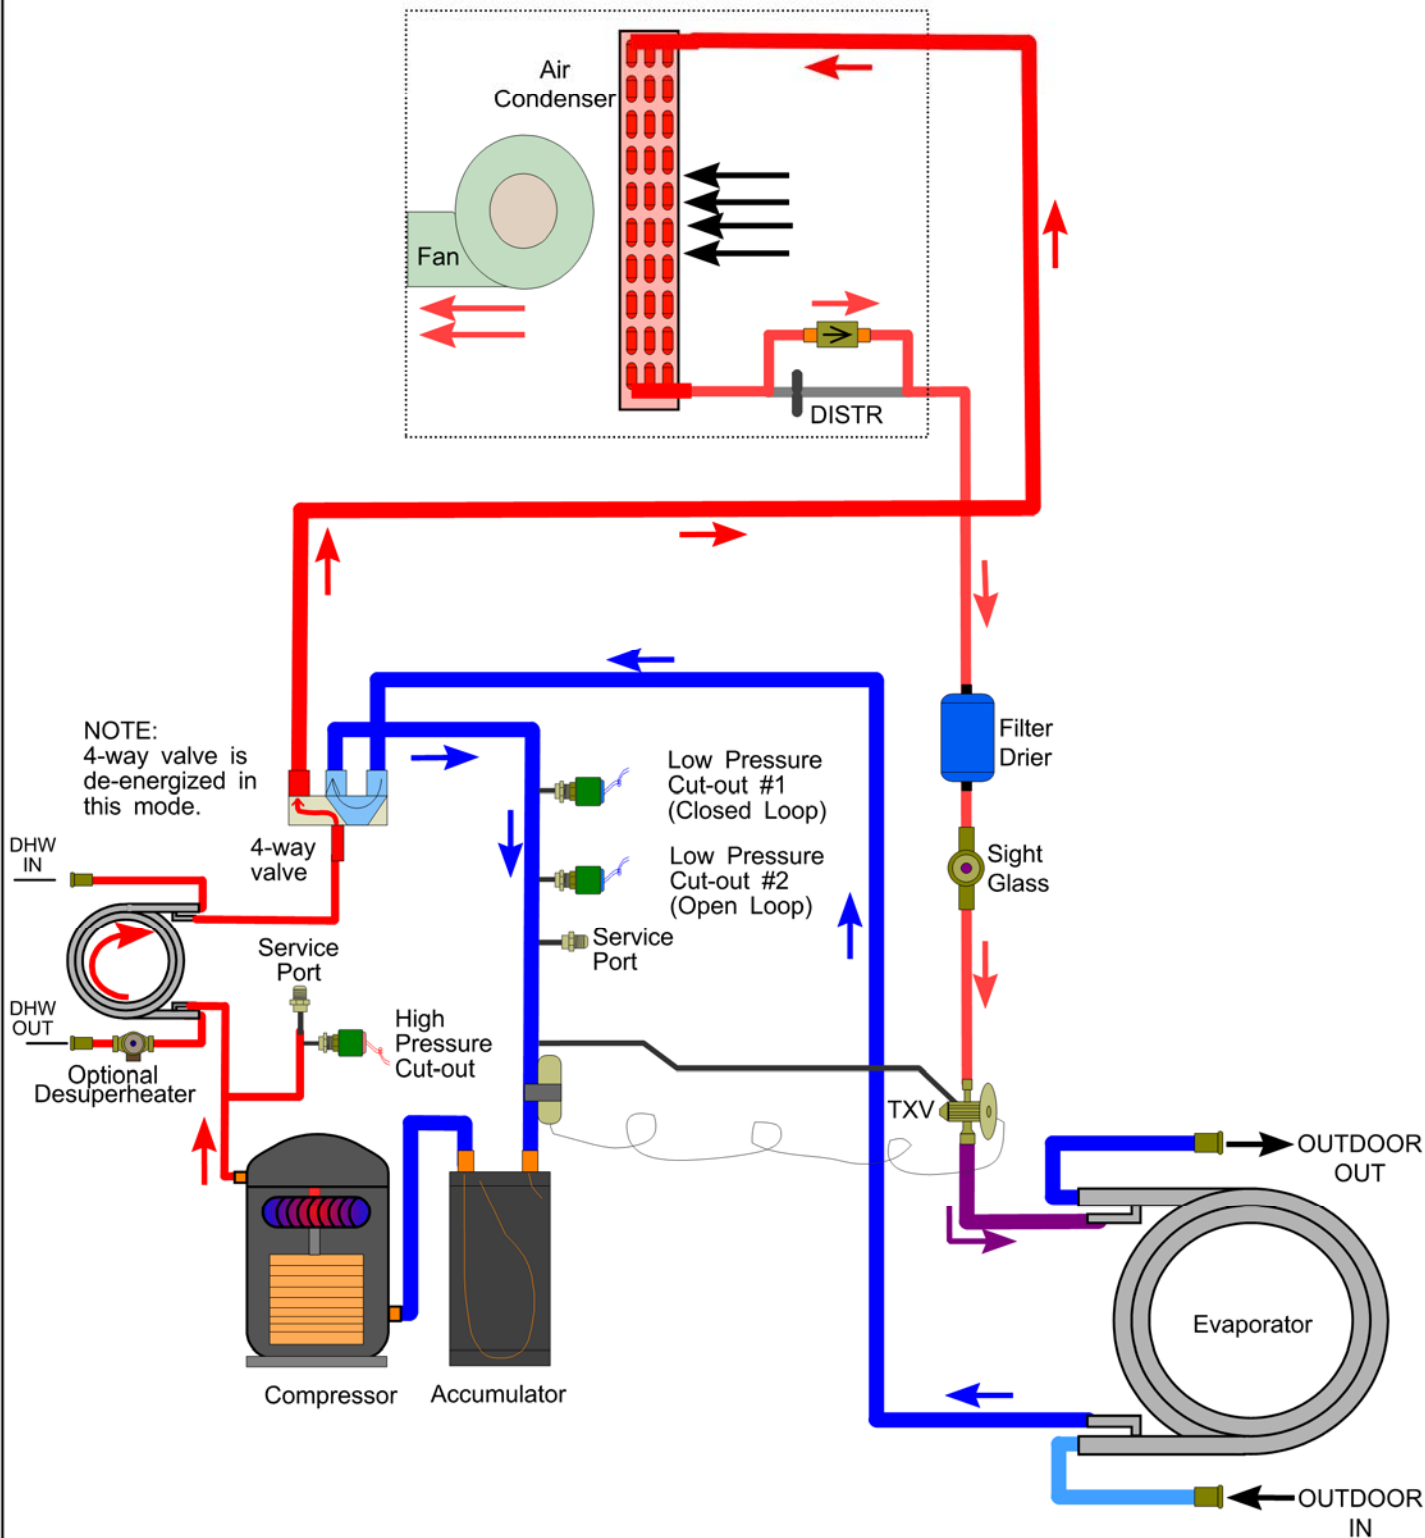 Air
Condenser
Fan
DISTR
NOTE:
4-way valve is
de-energized in
this mode.
Filter
Drier
Low Pressure
Cut-out #1
(Closed Loop)
DHW
IN
4-way
valve
Low Pressure
Cut-out #2
(Open Loop)
Sight
Glass
Service
Port
Service
Port
DHW
OUT
High
Pressure
Cut-out
Optional
Desuperheater
TXV
OUTDOOR
OUT
Evaporator
Compressor
Accumulator
OUTDOOR
IN